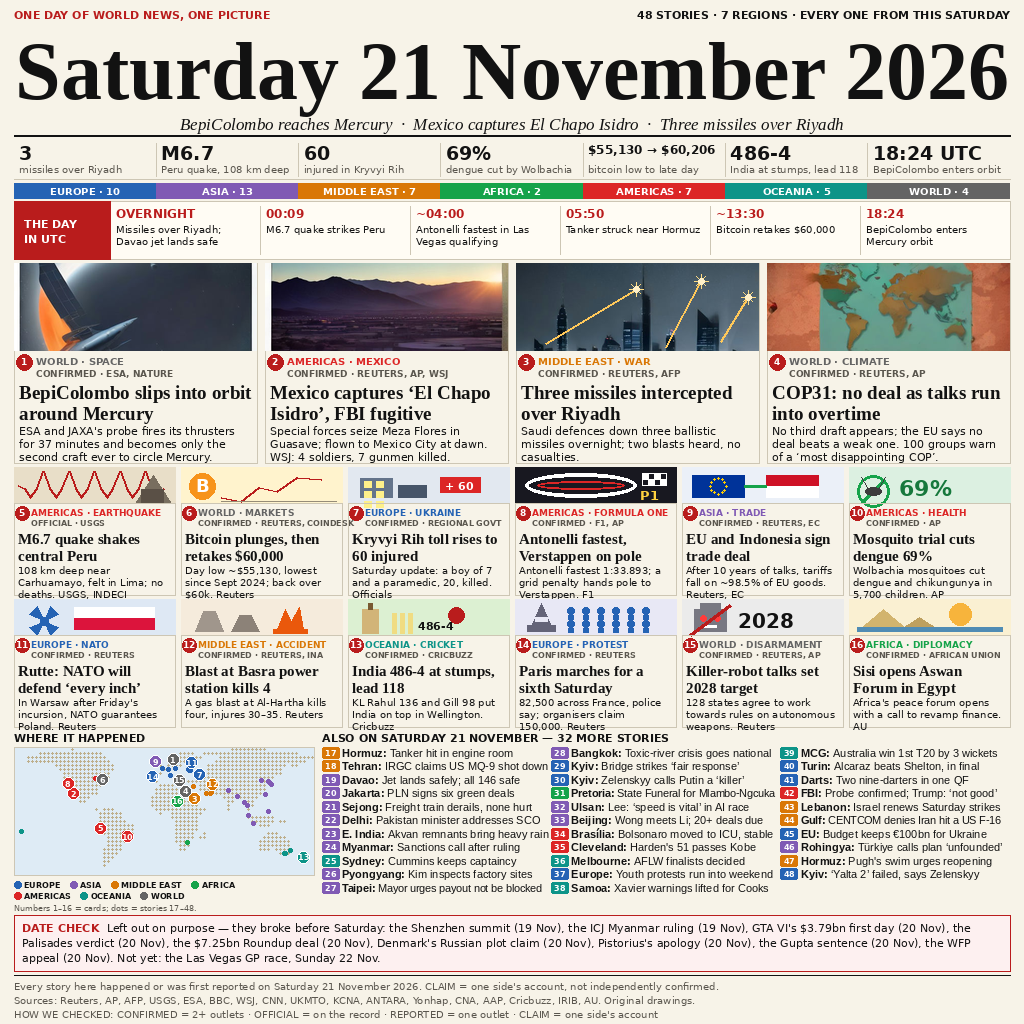 ONE DAY OF WORLD NEWS, ONE PICTURE
48 STORIES · 7 REGIONS · EVERY ONE FROM THIS SATURDAY
Saturday 21 November 2026
BepiColombo reaches Mercury · Mexico captures El Chapo Isidro · Three missiles over Riyadh
3
missiles over Riyadh
M6.7
Peru quake, 108 km deep
60
injured in Kryvyi Rih
69%
dengue cut by Wolbachia
$55,130 → $60,206
bitcoin low to late day
486-4
India at stumps, lead 118
18:24 UTC
BepiColombo enters orbit
EUROPE · 10
ASIA · 13
MIDDLE EAST · 7
AFRICA · 2
AMERICAS · 7
OCEANIA · 5
WORLD · 4
THE DAY
IN UTC
OVERNIGHT
Missiles over Riyadh;
Davao jet lands safe
00:09
M6.7 quake strikes Peru
~04:00
Antonelli fastest in Las
Vegas qualifying
05:50
Tanker struck near Hormuz
~13:30
Bitcoin retakes $60,000
18:24
BepiColombo enters
Mercury orbit
1 WORLD · SPACE
CONFIRMED · ESA, NATURE
BepiColombo slips into orbit
around Mercury
ESA and JAXA's probe fires its thrusters
for 37 minutes and becomes only the
second craft ever to circle Mercury.
2 AMERICAS · MEXICO
CONFIRMED · REUTERS, AP, WSJ
Mexico captures ‘El Chapo
Isidro’, FBI fugitive
Special forces seize Meza Flores in
Guasave; flown to Mexico City at dawn.
WSJ: 4 soldiers, 7 gunmen killed.
3 MIDDLE EAST · WAR
CONFIRMED · REUTERS, AFP
Three missiles intercepted
over Riyadh
Saudi defences down three ballistic
missiles overnight; two blasts heard, no
casualties.
4 WORLD · CLIMATE
CONFIRMED · REUTERS, AP
COP31: no deal as talks run
into overtime
No third draft appears; the EU says no
deal beats a weak one. 100 groups warn
of a ‘most disappointing COP’.
5 AMERICAS · EARTHQUAKE
OFFICIAL · USGS
M6.7 quake shakes
central Peru
108 km deep near
Carhuamayo, felt in Lima; no
deaths. USGS, INDECI
B
6 WORLD · MARKETS
CONFIRMED · REUTERS, COINDESK
Bitcoin plunges, then
retakes $60,000
Day low ~$55,130, lowest
since Sept 2024; back over
$60k. Reuters
+ 60
7 EUROPE · UKRAINE
CONFIRMED · REGIONAL GOVT
Kryvyi Rih toll rises to
60 injured
Saturday update: a boy of 7
and a paramedic, 20, killed.
Officials
P1
8 AMERICAS · FORMULA ONE
CONFIRMED · F1, AP
Antonelli fastest,
Verstappen on pole
Antonelli fastest 1:33.893; a
grid penalty hands pole to
Verstappen. F1
9 ASIA · TRADE
CONFIRMED · REUTERS, EC
EU and Indonesia sign
trade deal
After 10 years of talks, tariffs
fall on ~98.5% of EU goods.
Reuters, EC
69%
10 AMERICAS · HEALTH
CONFIRMED · AP
Mosquito trial cuts
dengue 69%
Wolbachia mosquitoes cut
dengue and chikungunya in
5,700 children. AP
11 EUROPE · NATO
CONFIRMED · REUTERS
Rutte: NATO will
defend ‘every inch’
In Warsaw after Friday's
incursion, NATO guarantees
Poland. Reuters
12 MIDDLE EAST · ACCIDENT
CONFIRMED · REUTERS, INA
Blast at Basra power
station kills 4
A gas blast at Al-Hartha kills
four, injures 30–35. Reuters
486-4
13 OCEANIA · CRICKET
CONFIRMED · CRICBUZZ
India 486-4 at stumps,
lead 118
KL Rahul 136 and Gill 98 put
India on top in Wellington.
Cricbuzz
14 EUROPE · PROTEST
CONFIRMED · REUTERS
Paris marches for a
sixth Saturday
82,500 across France, police
say; organisers claim
150,000. Reuters
2028
15 WORLD · DISARMAMENT
CONFIRMED · REUTERS, AP
Killer-robot talks set
2028 target
128 states agree to work
towards rules on autonomous
weapons. Reuters
16 AFRICA · DIPLOMACY
CONFIRMED · AFRICAN UNION
Sisi opens Aswan
Forum in Egypt
Africa's peace forum opens
with a call to revamp finance.
AU
WHERE IT HAPPENED
9 1 11 14 7 15 12 8 6 2 4 16 3 5 10 13
EUROPE ASIA MIDDLE EAST AFRICA
AMERICAS OCEANIA WORLD
Numbers 1–16 = cards; dots = stories 17–48.
ALSO ON SATURDAY 21 NOVEMBER — 32 MORE STORIES
17 Hormuz: Tanker hit in engine room
18 Tehran: IRGC claims US MQ-9 shot down
19 Davao: Jet lands safely; all 146 safe
20 Jakarta: PLN signs six green deals
21 Sejong: Freight train derails, none hurt
22 Delhi: Pakistan minister addresses SCO
23 E. India: Akvan remnants bring heavy rain
24 Myanmar: Sanctions call after ruling
25 Sydney: Cummins keeps captaincy
26 Pyongyang: Kim inspects factory sites
27 Taipei: Mayor urges payout not be blocked
28 Bangkok: Toxic-river crisis goes national
29 Kyiv: Bridge strikes ‘fair response’
30 Kyiv: Zelenskyy calls Putin a ‘killer’
31 Pretoria: State Funeral for Mlambo-Ngcuka
32 Ulsan: Lee: ‘speed is vital’ in AI race
33 Beijing: Wong meets Li; 20+ deals due
34 Brasília: Bolsonaro moved to ICU, stable
35 Cleveland: Harden's 51 passes Kobe
36 Melbourne: AFLW finalists decided
37 Europe: Youth protests run into weekend
38 Samoa: Xavier warnings lifted for Cooks
39 MCG: Australia win 1st T20 by 3 wickets
40 Turin: Alcaraz beats Shelton, in final
41 Darts: Two nine-darters in one QF
42 FBI: Probe confirmed; Trump: ‘not good’
43 Lebanon: Israel renews Saturday strikes
44 Gulf: CENTCOM denies Iran hit a US F-16
45 EU: Budget keeps €100bn for Ukraine
46 Rohingya: Türkiye calls plan ‘unfounded’
47 Hormuz: Pugh's swim urges reopening
48 Kyiv: ‘Yalta 2’ failed, says Zelenskyy
DATE CHECK Left out on purpose — they broke before Saturday: the Shenzhen summit (19 Nov), the ICJ Myanmar ruling (19 Nov), GTA VI's $3.79bn first day (20 Nov), the
Palisades verdict (20 Nov), the $7.25bn Roundup deal (20 Nov), Denmark's Russian plot claim (20 Nov), Pistorius's apology (20 Nov), the Gupta sentence (20 Nov), the WFP
appeal (20 Nov). Not yet: the Las Vegas GP race, Sunday 22 Nov.
Every story here happened or was first reported on Saturday 21 November 2026. CLAIM = one side's account, not independently confirmed.
Sources: Reuters, AP, AFP, USGS, ESA, BBC, WSJ, CNN, UKMTO, KCNA, ANTARA, Yonhap, CNA, AAP, Cricbuzz, IRIB, AU. Original drawings.
HOW WE CHECKED: CONFIRMED = 2+ outlets · OFFICIAL = on the record · REPORTED = one outlet · CLAIM = one side's account